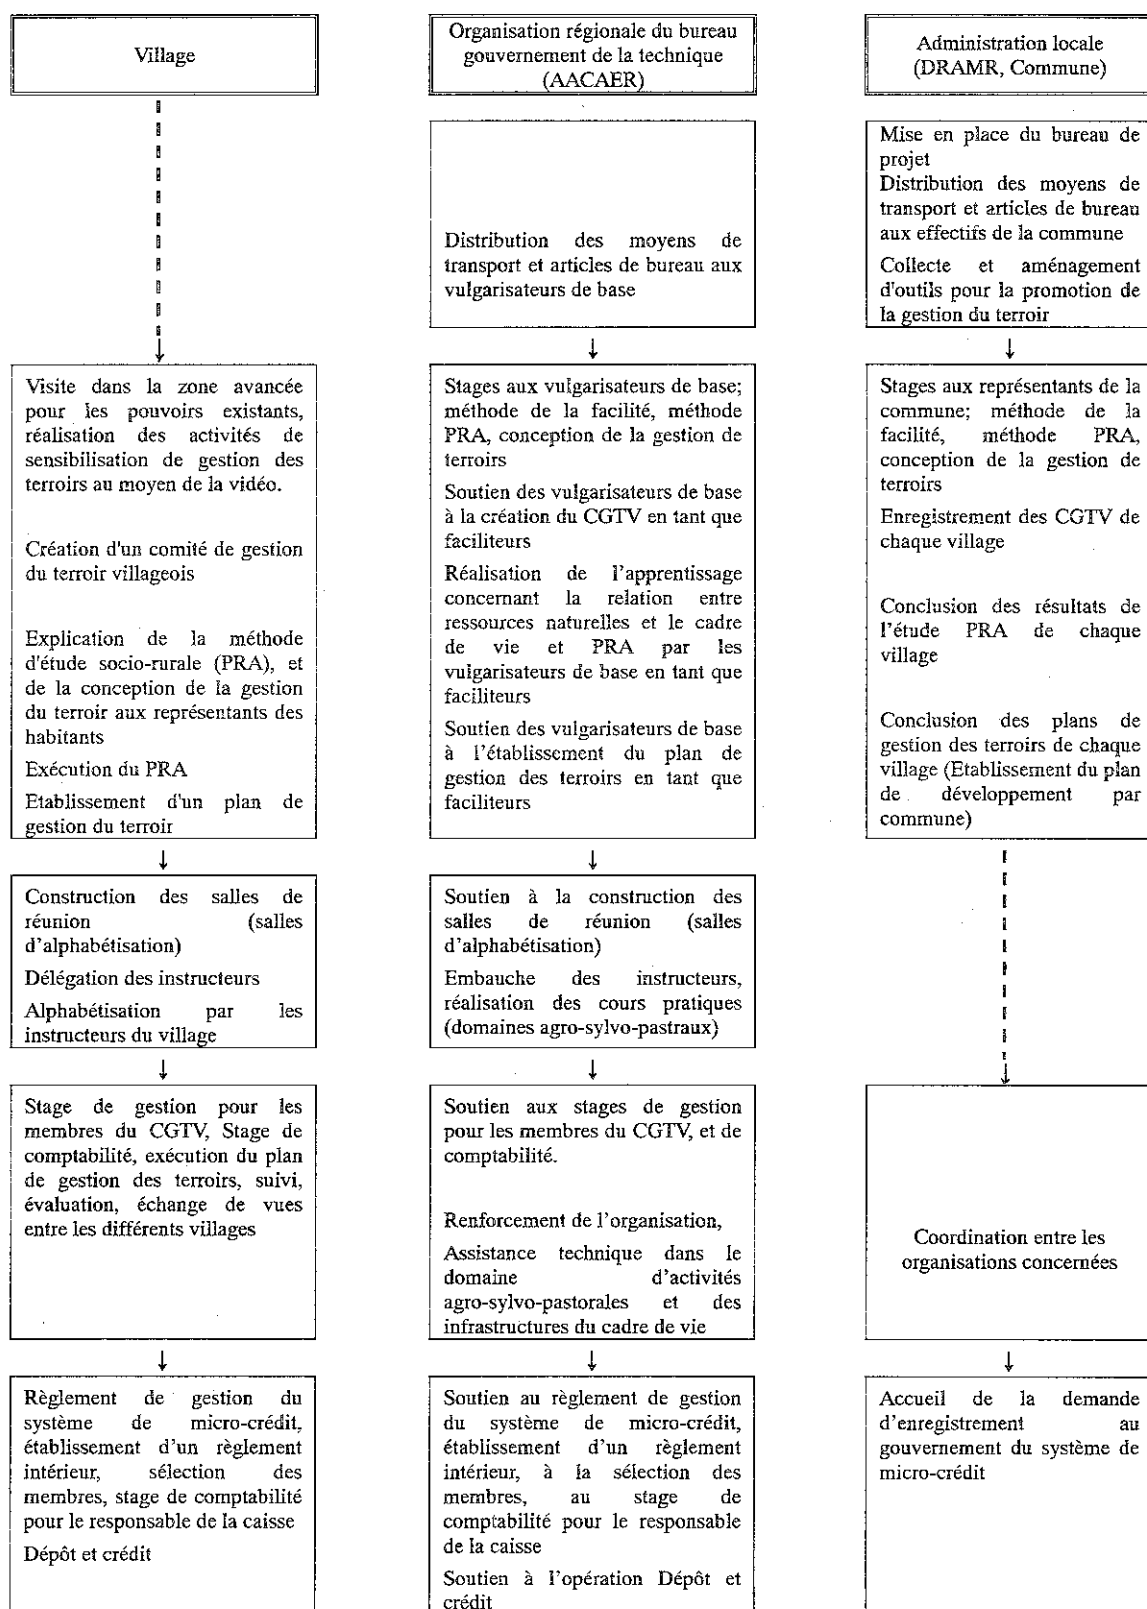 Village
Organisation régionale du bureau
gouvernement de la technique
(AACAER)
Administration locale
(DRAMR, Commune)
Distribution des moyens de
transport et articles de bureau aux
vulgarisateurs de base
Mise en place du bureau de
projet
Distribution des moyens de
transport et articles de bureau
aux effectifs de la commune
Collecte et aménagement
d'outils pour la promotion de
la gestion du terroir
Visite dans la zone avancée
pour les pouvoirs existants,
réalisation des activités de
sensibilisation de gestion des
terroirs au moyen de la vidéo.
Création d'un comité de gestion
du terroir villageois
Explication de la méthode
d'étude socio-rurale (PRA), et
de la conception de la gestion
du terroir aux représentants des
habitants
Exécution du PRA
Etablissement d'un plan de
gestion du terroir
Stages aux vulgarisateurs de base;
méthode de la facilité, méthode
PRA, conception de la gestion de
terroirs
Soutien des vulgarisateurs de base
à la création du CGTV en tant que
faciliteurs
Réalisation de l'apprentissage
concernant la relation entre
ressources naturelles et le cadre
de vie et PRA par les
vulgarisateurs de base en tant que
faciliteurs
Soutien des vulgarisateurs de base
à l'établissement du plan de
gestion des terroirs en tant que
faciliteurs
Stages aux représentants de la
commune; méthode de la
facilité, méthode PRA,
conception de la gestion de
terroirs
Enregistrement des CGTV de
chaque village
Conclusion des résultats de
l'étude PRA de chaque
village
Conclusion des plans de
gestion des terroirs de chaque
village (Etablissement du plan
de développement par
commune)
Construction des salles de
réunion (salles
d'alphabétisation)
Délégation des instructeurs
Alphabétisation par les
instructeurs du village
Soutien à la construction des
salles de réunion (salles
d'alphabétisation)
Embauche des instructeurs,
réalisation des cours pratiques
(domaines agro-sylvo-pastraux)
Stage de gestion pour les
membres du CGTV, Stage de
comptabilité, exécution du plan
de gestion des terroirs, suivi,
évaluation, échange de vues
entre les différents villages
Soutien aux stages de gestion
pour les membres du CGTV, et de
comptabilité.
Renforcement de l'organisation,
Assistance technique dans le
domaine d'activités
agro-sylvo-pastorales et des
infrastructures du cadre de vie
Coordination entre les
organisations concernées
Règlement de gestion du
système de micro-crédit,
établissement d'un règlement
intérieur, sélection des
membres, stage de comptabilité
pour le responsable de la caisse
Dépôt et crédit
Soutien au règlement de gestion
du système de micro-crédit,
établissement d'un règlement
intérieur, à la sélection des
membres, au stage de
comptabilité pour le responsable
de la caisse
Soutien à l'opération Dépôt et
crédit
Accueil de la demande
d'enregistrement au
gouvernement du système de
micro-crédit